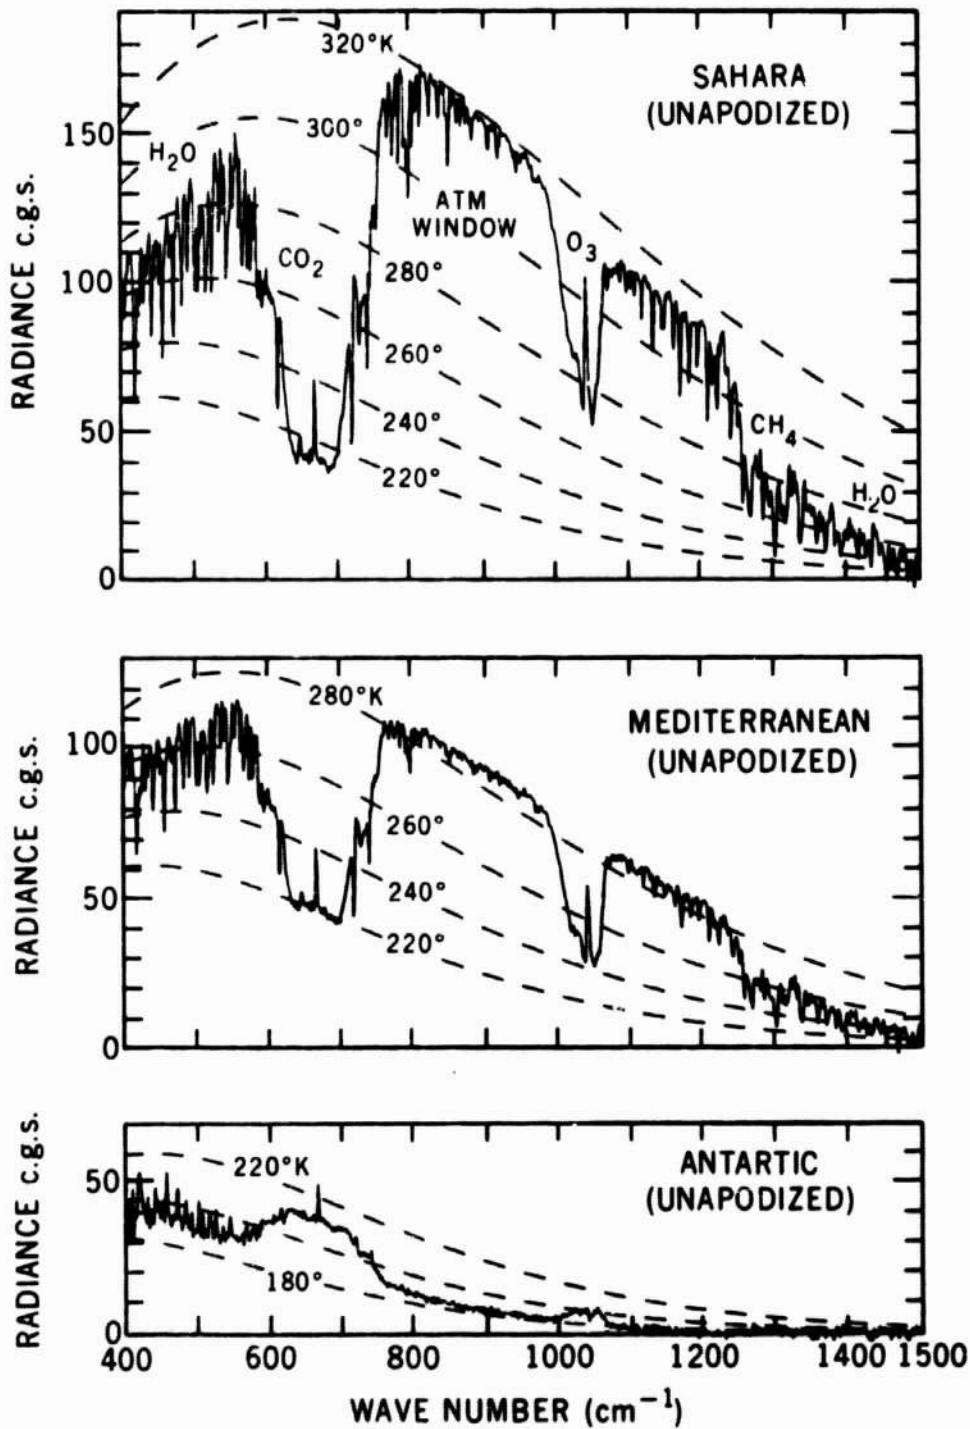 SAHARA
(UNAPODIZED)
RADIANCE c.g.s.
150
100
50
0
320°K
300°
280°
260°
240°
220°
H₂O
CO₂
ATM
WINDOW
O₃
CH₄
H₂O
MEDITERRANEAN
(UNAPODIZED)
RADIANCE c.g.s.
100
50
0
280°K
260°
240°
220°
ANTARTIC
(UNAPODIZED)
RADIANCE c.g.s.
50
0
220°K
180°
400 600 800 1000 1200 1400 1500
WAVE NUMBER (cm⁻¹)